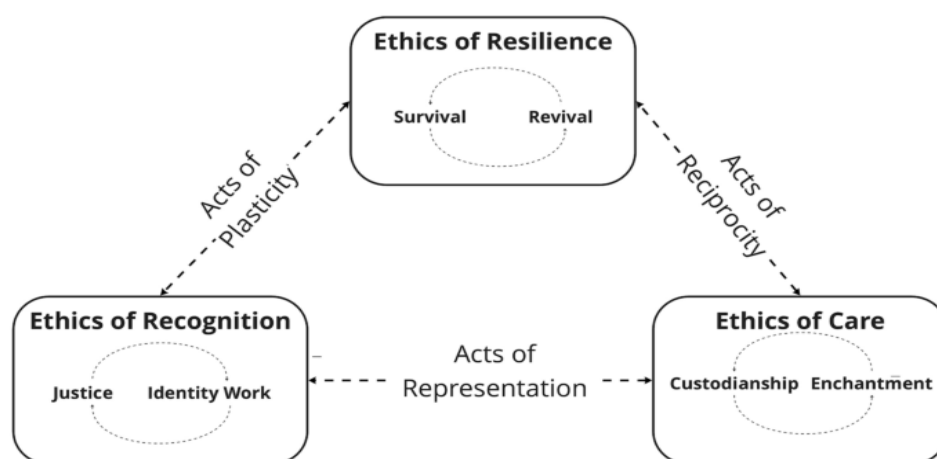 Ethics of Resilience
Survival Revival
Acts of
Plasticity
Acts of
Reciprocity
Ethics of Recognition
Justice Identity Work
Acts of
Representation
Ethics of Care
Custodianship Enchantment